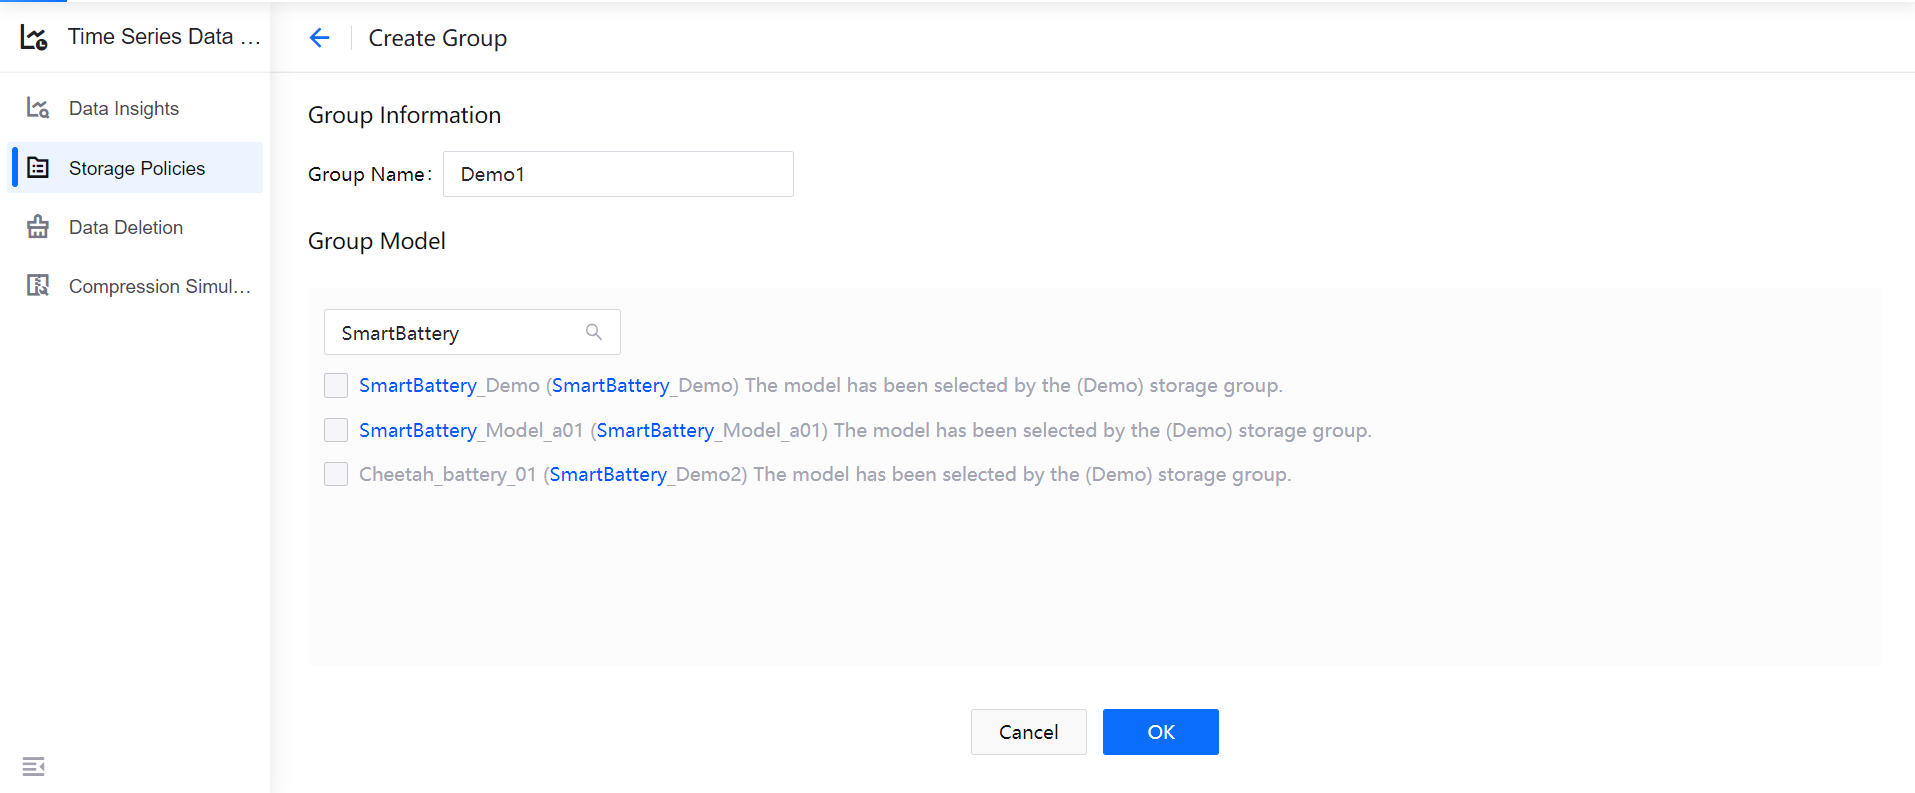 Time Series Data ...
Data Insights
Storage Policies
Data Deletion
Compression Simul...
Create Group
Group Information
Group Name: Demo1
Group Model
SmartBattery
SmartBattery_Demo (SmartBattery_Demo) The model has been selected by the (Demo) storage group.
SmartBattery_Model_a01 (SmartBattery_Model_a01) The model has been selected by the (Demo) storage group.
Cheetah_battery_01 (SmartBattery_Demo2) The model has been selected by the (Demo) storage group.
Cancel OK